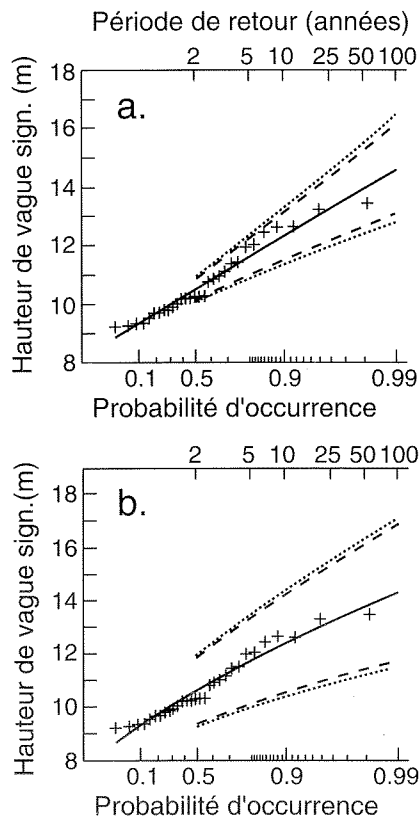 Période de retour (années)
2 5 10 25 50 100
Hauteur de vague sign. (m)
18
16
14
12
10
8
a.
0.1 0.5 0.9 0.99
Probabilité d'occurrence
2 5 10 25 50 100
Hauteur de vague sign.(m)
18
16
14
12
10
8
b.
0.1 0.5 0.9 0.99
Probabilité d'occurrence